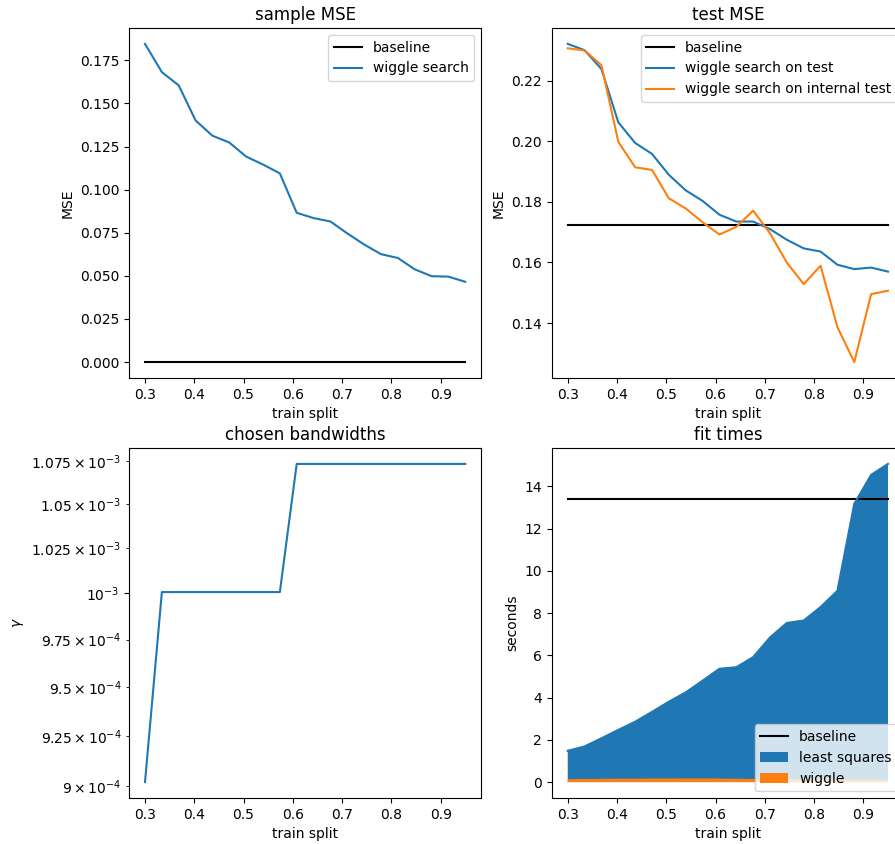 sample MSE
MSE
0.175
0.150
0.125
0.100
0.075
0.050
0.025
0.000
baseline
wiggle search
0.3 0.4 0.5 0.6 0.7 0.8 0.9
train split
test MSE
MSE
0.22
0.20
0.18
0.16
0.14
baseline
wiggle search on test
wiggle search on internal test
0.3 0.4 0.5 0.6 0.7 0.8 0.9
train split
chosen bandwidths
γ
1.075 × 10⁻³
1.05 × 10⁻³
1.025 × 10⁻³
10⁻³
9.75 × 10⁻⁴
9.5 × 10⁻⁴
9.25 × 10⁻⁴
9 × 10⁻⁴
0.3 0.4 0.5 0.6 0.7 0.8 0.9
train split
fit times
seconds
14
12
10
8
6
4
2
0
baseline
least squares
wiggle
0.3 0.4 0.5 0.6 0.7 0.8 0.9
train split